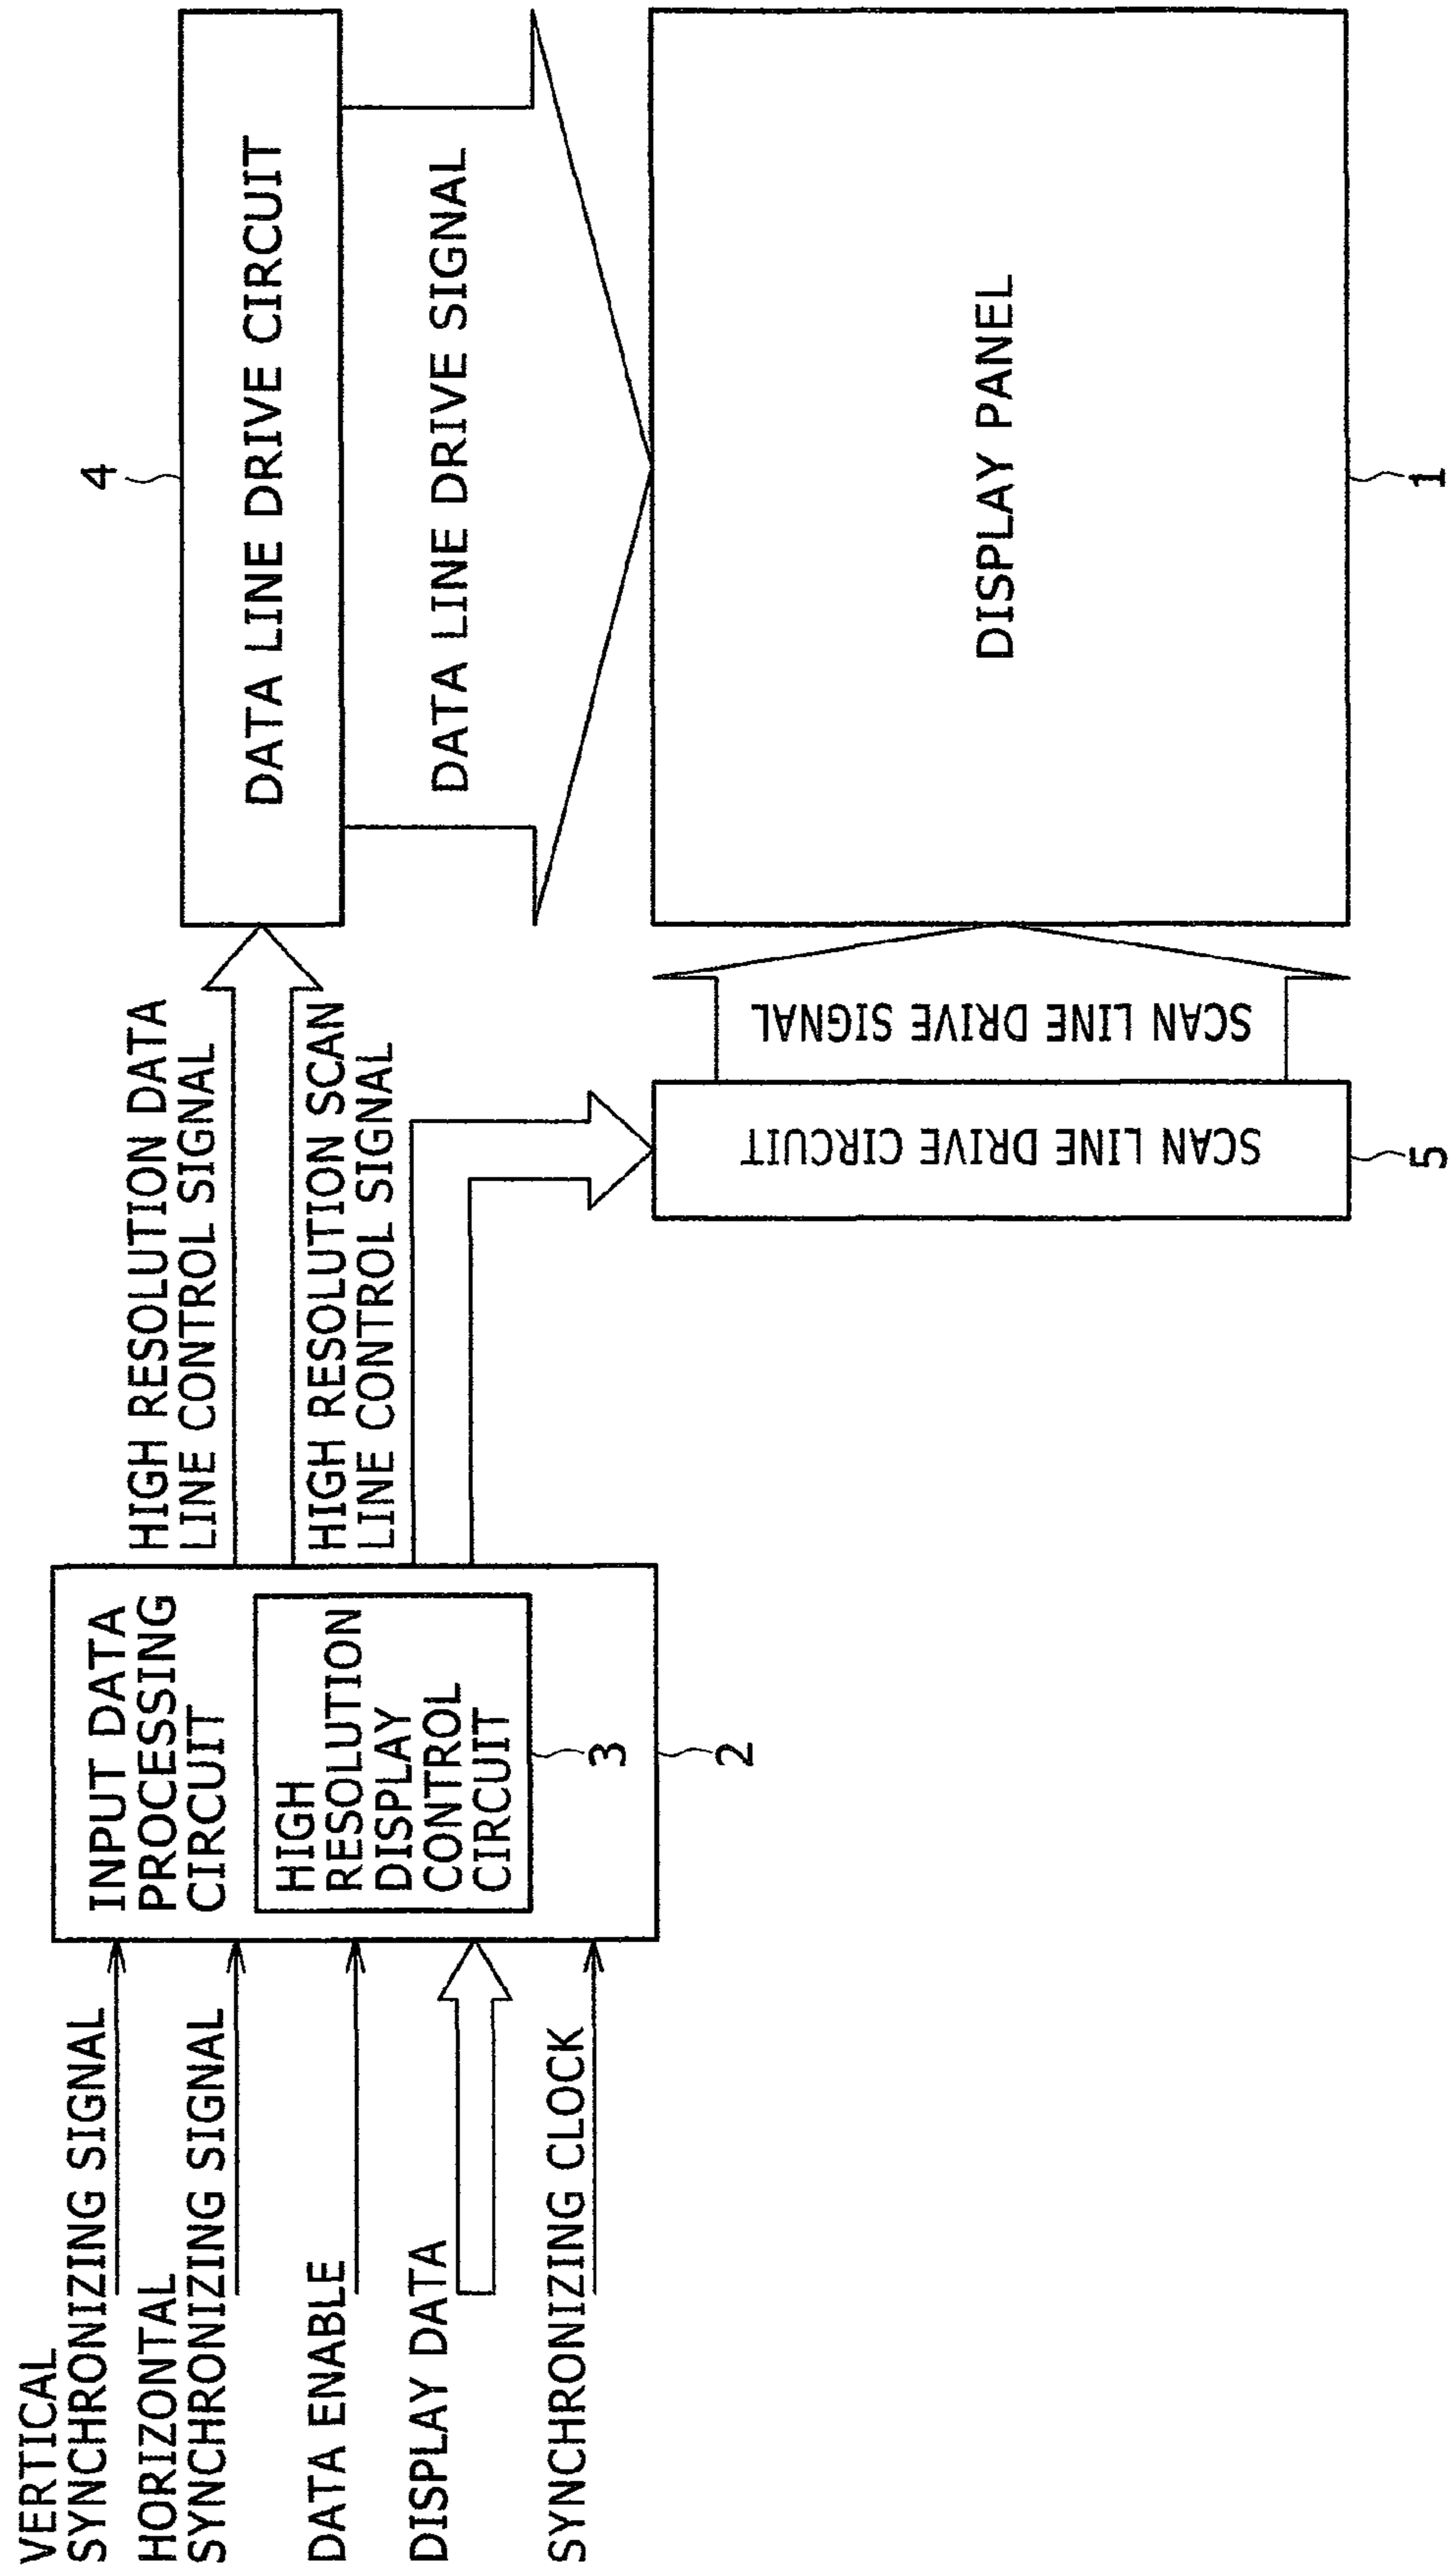 VERTICAL
SYNCHRONIZING SIGNAL
HORIZONTAL
SYNCHRONIZING SIGNAL
DATA ENABLE
DISPLAY DATA
SYNCHRONIZING CLOCK
INPUT DATA
PROCESSING
CIRCUIT
HIGH
RESOLUTION
DISPLAY
CONTROL
CIRCUIT
3
2
HIGH RESOLUTION DATA
LINE CONTROL SIGNAL
HIGH RESOLUTION SCAN
LINE CONTROL SIGNAL
4
DATA LINE DRIVE CIRCUIT
DATA LINE DRIVE SIGNAL
SCAN LINE DRIVE CIRCUIT
5
SCAN LINE DRIVE SIGNAL
DISPLAY PANEL
1